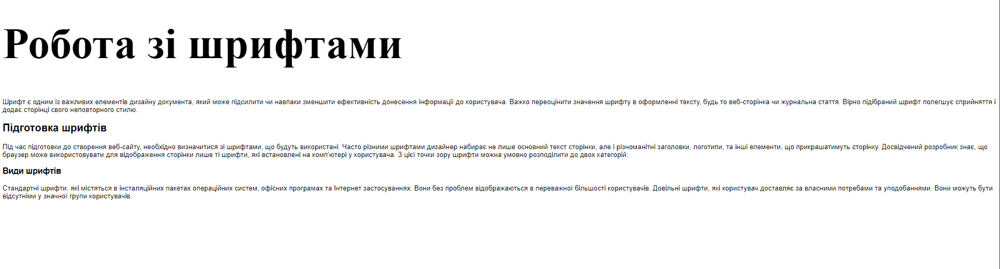 Робота зі шрифтами
Шрифт є одним із важливих елементів дизайну документа, який може підсилити чи навпаки зменшити ефективність донесення інформації до користувача. Важко переоцінити значення шрифту в оформленні тексту, будь то веб-сторінка чи журнальна стаття. Вірно підібраний шрифт полегшує сприйняття і
додає сторінці свого неповторного стилю.
Підготовка шрифтів
Під час підготовки до створення веб-сайту, необхідно визначитися зі шрифтами, що будуть використані. Часто різними шрифтами дизайнер набирає не лише основний текст сторінки, але і різноманітні заголовки, логотипи, та інші елементи, що прикрашатимуть сторінку. Досвідчений розробник знає, що
браузер може використовувати для відображення сторінки лише ті шрифти, які встановлені на комп'ютері у користувача. З цієї точки зору шрифти можна умовно розподілити до двох категорій:
Види шрифтів
Стандартні шрифти, які містяться в інсталяційних пакетах операційних систем, офісних програмах та Інтернет застосуваннях. Вони без проблем відображаються в переважної більшості користувачів. Довільні шрифти, які користувач доставляє за власними потребами та уподобаннями. Вони можуть бути
відсутніми у значної групи користувачів.